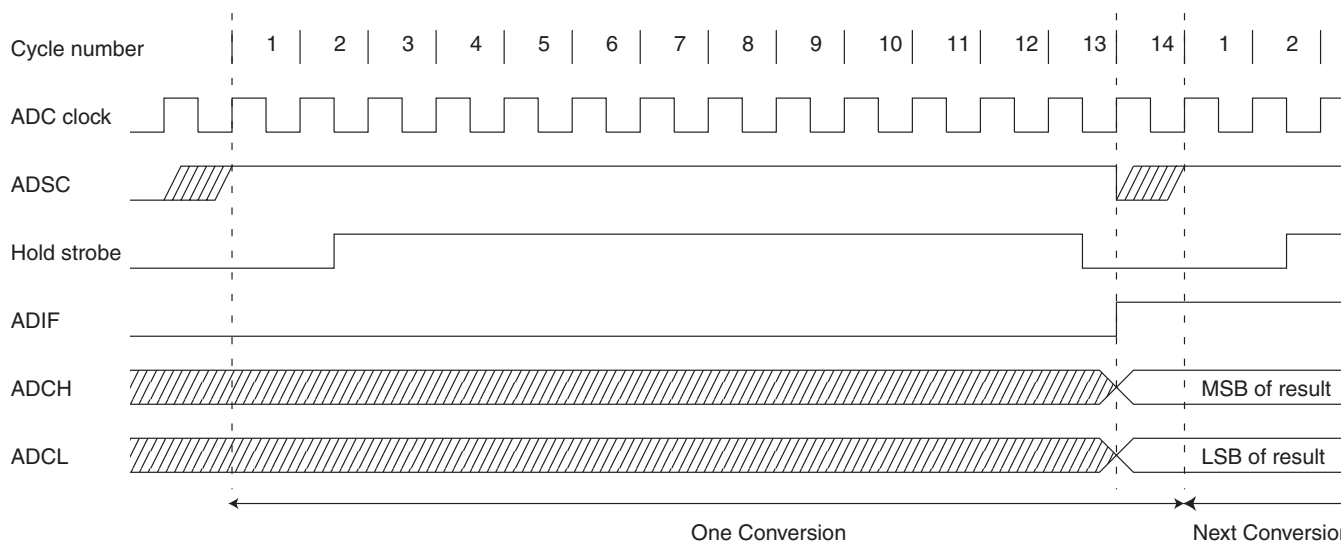 Cycle number 1 2 3 4 5 6 7 8 9 10 11 12 13 14 1 2
ADC clock
ADSC
Hold strobe
ADIF
ADCH MSB of result
ADCL LSB of result
One Conversion Next Conversion